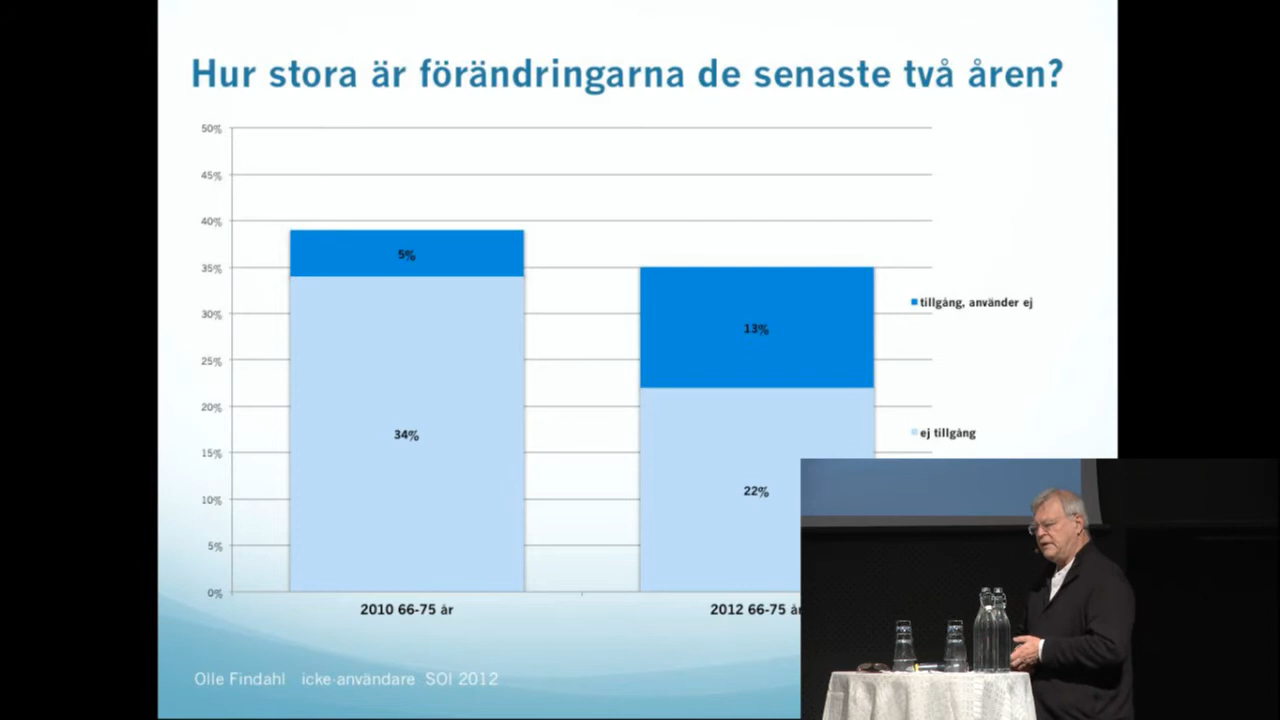 Hur stora är förändringarna de senaste två åren?
50%
45%
40%
35%
30%
25%
20%
15%
10%
5%
0%
5%
34%
13%
22%
tillgång, använder ej
ej tillgång
2010 66-75 år
2012 66-75 år
Olle Findahl icke-användare SOI 2012